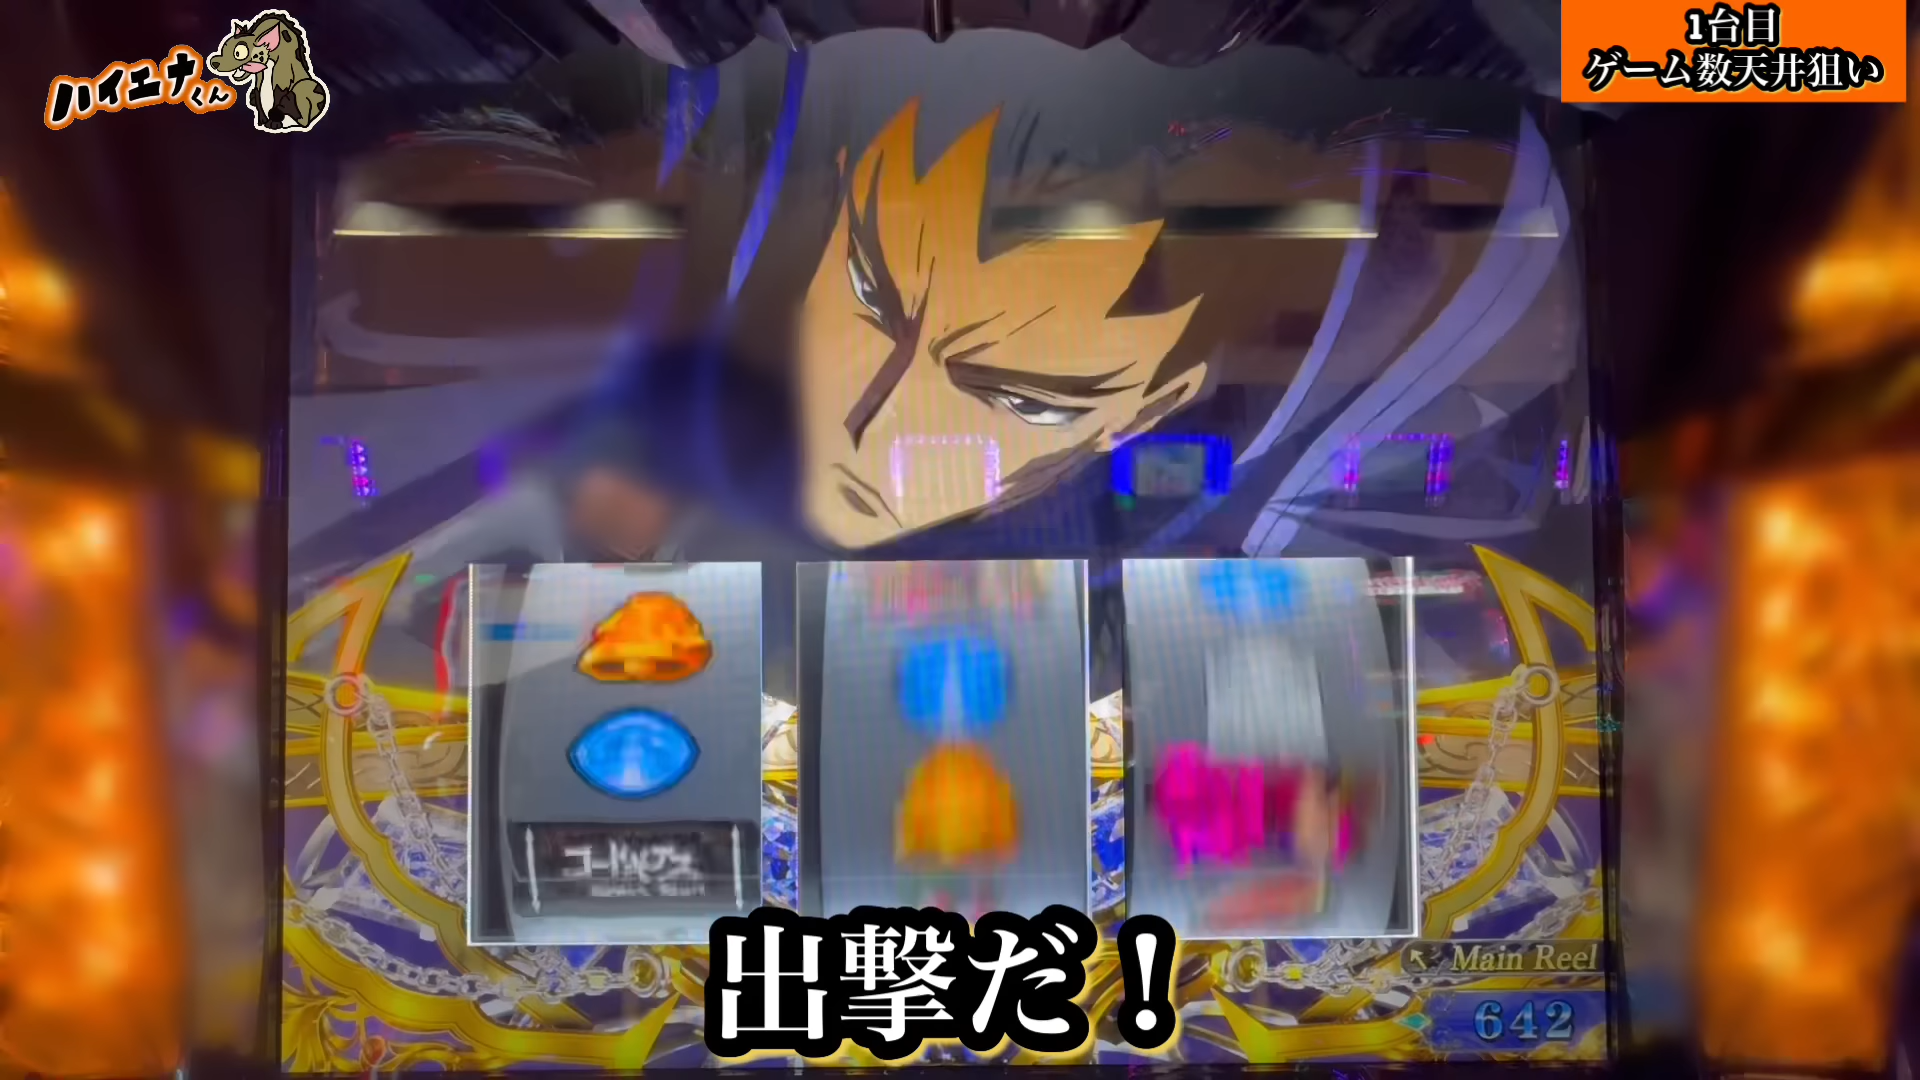 ハイエナくん
1台目
ゲーム数天井狙い
コードギアス
出撃だ！
Main Reel
642